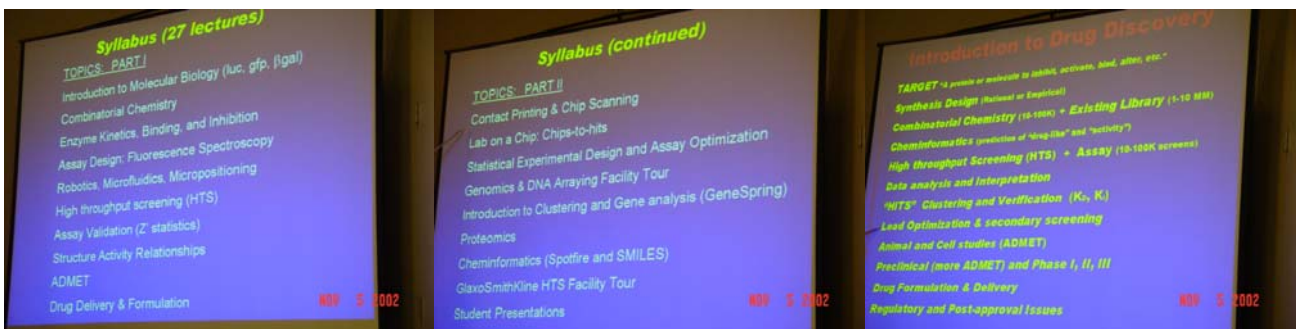 Syllabus (27 lectures)
TOPICS: PART I
Introduction to Molecular Biology (luc, gfp, βgal)
Combinatorial Chemistry
Enzyme Kinetics, Binding, and Inhibition
Assay Design: Fluorescence Spectroscopy
Robotics, Microfluidics, Micropositioning
High throughput screening (HTS)
Assay Validation (Z' statistics)
Structure Activity Relationships
ADMET
Drug Delivery & Formulation
NOV 5 2002
Syllabus (continued)
TOPICS: PART II
Contact Printing & Chip Scanning
Lab on a Chip: Chips-to-hits
Statistical Experimental Design and Assay Optimization
Genomics & DNA Arraying Facility Tour
Introduction to Clustering and Gene analysis (GeneSpring)
Proteomics
Cheminformatics (Spotfire and SMILES)
GlaxoSmithKline HTS Facility Tour
Student Presentations
NOV 5 2002
Introduction to Drug Discovery
TARGET "A protein or molecule to inhibit, activate, bind, alter, etc."
Synthesis Design (Rational or Empirical)
Combinatorial Chemistry (10-100K) + Existing Library (1-10 MM)
Cheminformatics (prediction of "drug-like" and "activity")
High throughput Screening (HTS) + Assay (10-100K screens)
Data analysis and Interpretation
"HITS" Clustering and Verification (K_D, K_i)
Lead Optimization & secondary screening
Animal and Cell studies (ADMET)
Preclinical (more ADMET) and Phase I, II, III
Drug Formulation & Delivery
Regulatory and Post-approval Issues
NOV 5 2002